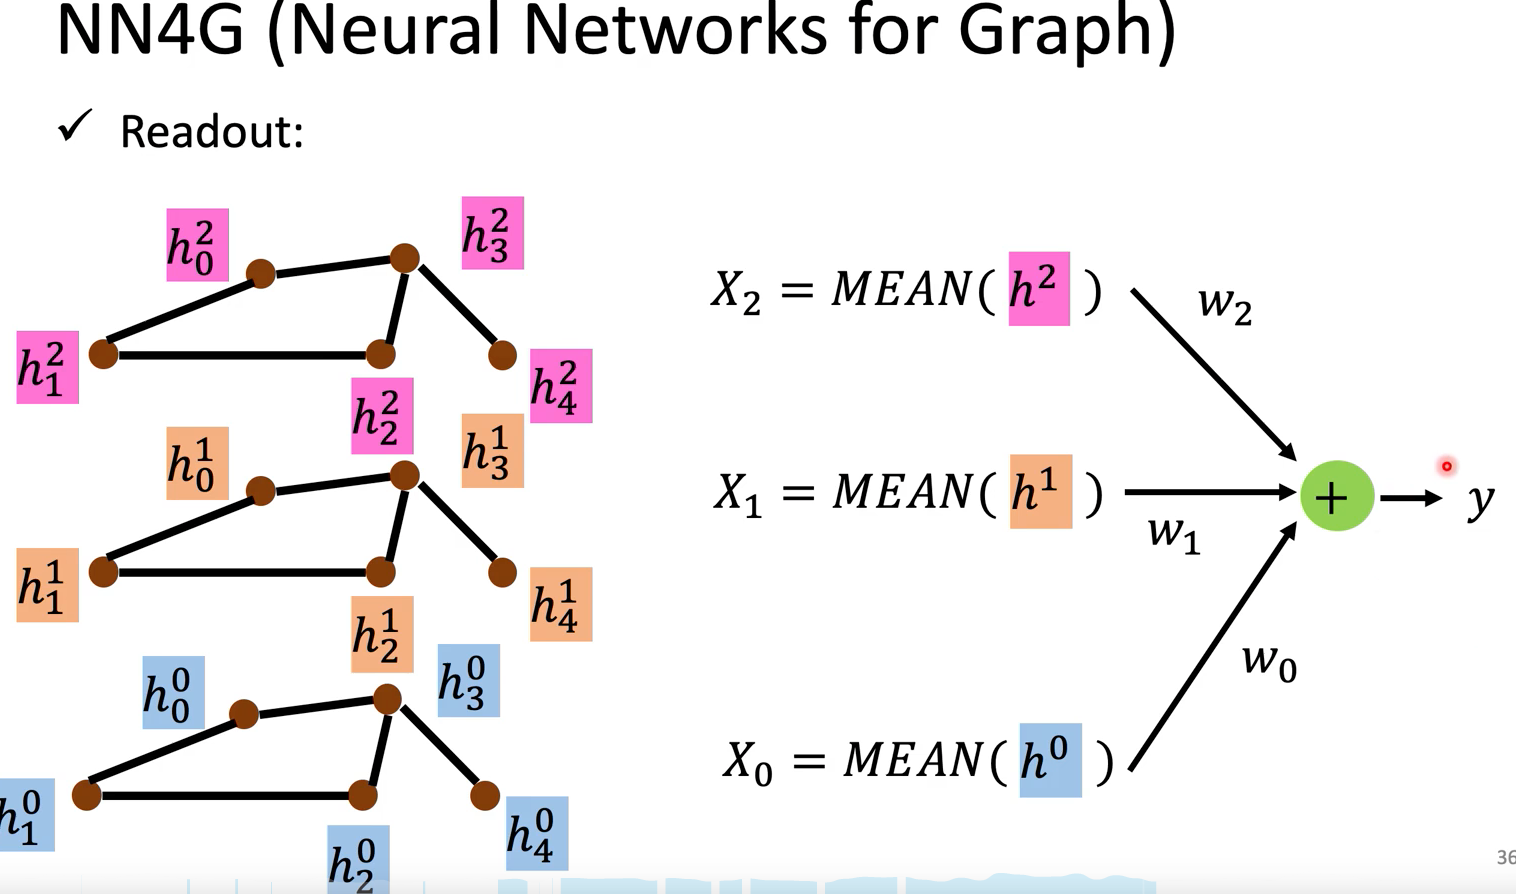 NN4G (Neural Networks for Graph)
✓ Readout:
h_0^2
h_3^2
h_1^2
h_2^2
h_4^2
X_2 = MEAN( h^2 )
w_2
h_0^1
h_3^1
h_1^1
h_2^1
h_4^1
X_1 = MEAN( h^1 )
w_1
+
y
h_0^0
h_3^0
h_1^0
h_2^0
h_4^0
X_0 = MEAN( h^0 )
w_0
36